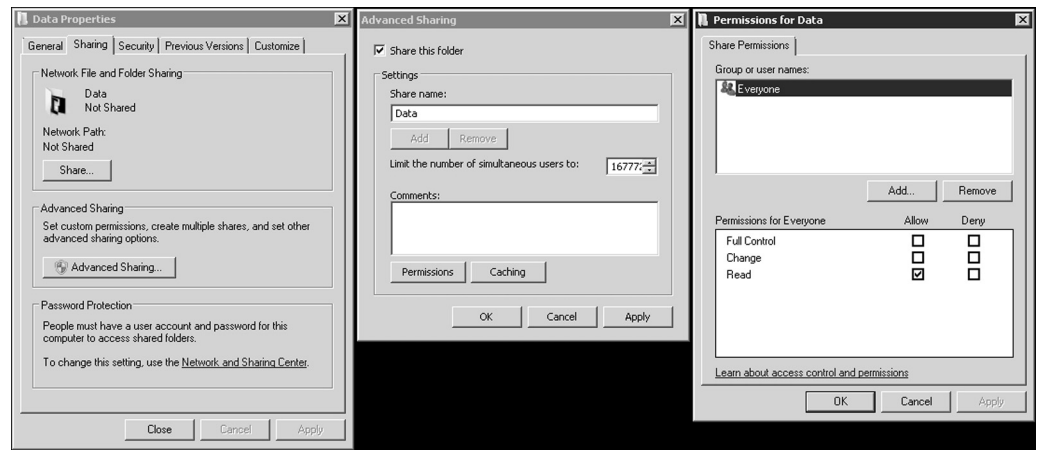 Data Properties
General Sharing Security Previous Versions Customize
Network File and Folder Sharing
Data
Not Shared
Network Path:
Not Shared
Share...
Advanced Sharing
Set custom permissions, create multiple shares, and set other
advanced sharing options.
Advanced Sharing...
Password Protection
People must have a user account and password for this
computer to access shared folders.
To change this setting, use the Network and Sharing Center.
Close Cancel Apply
Advanced Sharing
Share this folder
Settings
Share name:
Data
Add Remove
Limit the number of simultaneous users to:
Comments:
Permissions Caching
OK Cancel Apply
Permissions for Data
Share Permissions
Group or user names:
Everyone
Add... Remove
Permissions for Everyone Allow Deny
Full Control
Change
Read
Learn about access control and permissions
OK Cancel Apply